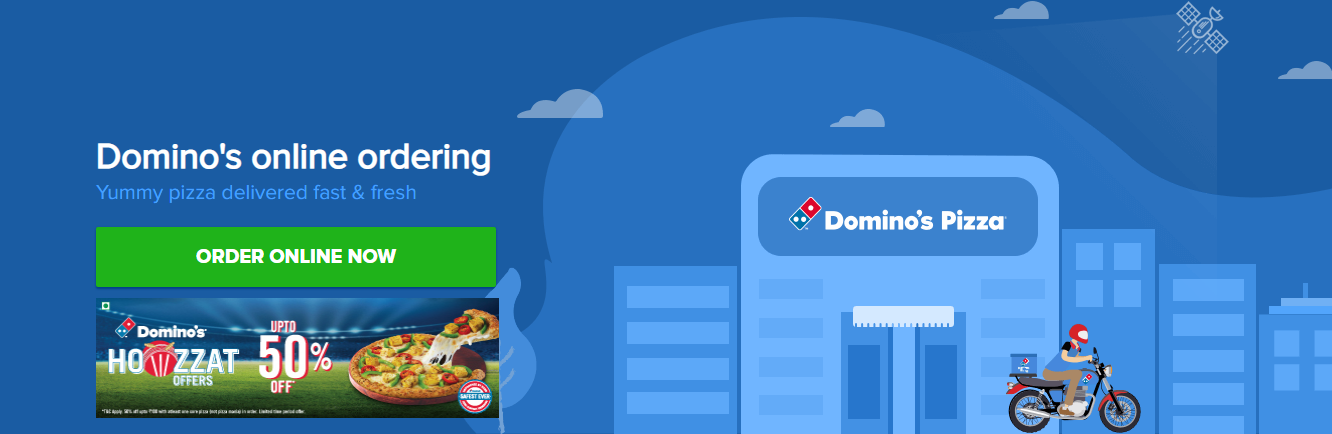 Domino's online ordering
Yummy pizza delivered fast & fresh
ORDER ONLINE NOW
Domino's
HOWZZAT
OFFERS
UPTO
50%
OFF*
SAFEST EVER
Domino's Pizza